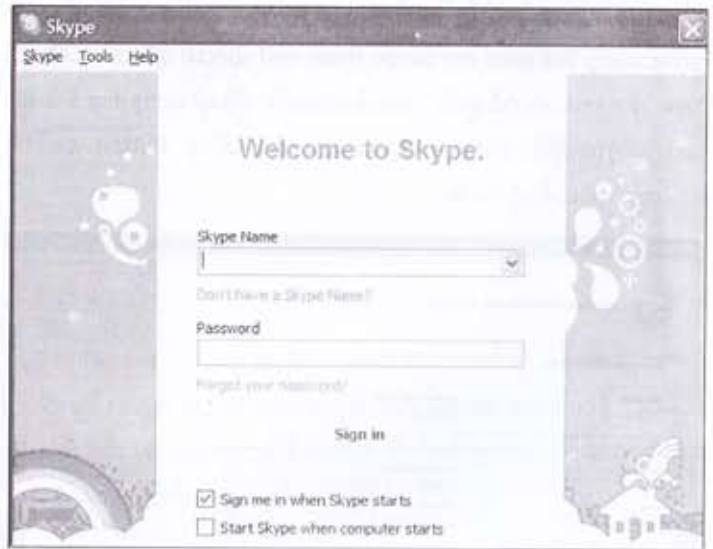 Skype
Skype Tools Help
Welcome to Skype.
Skype Name
Don't have a Skype Name?
Password
Forgot your password?
Sign in
Sign me in when Skype starts
Start Skype when computer starts